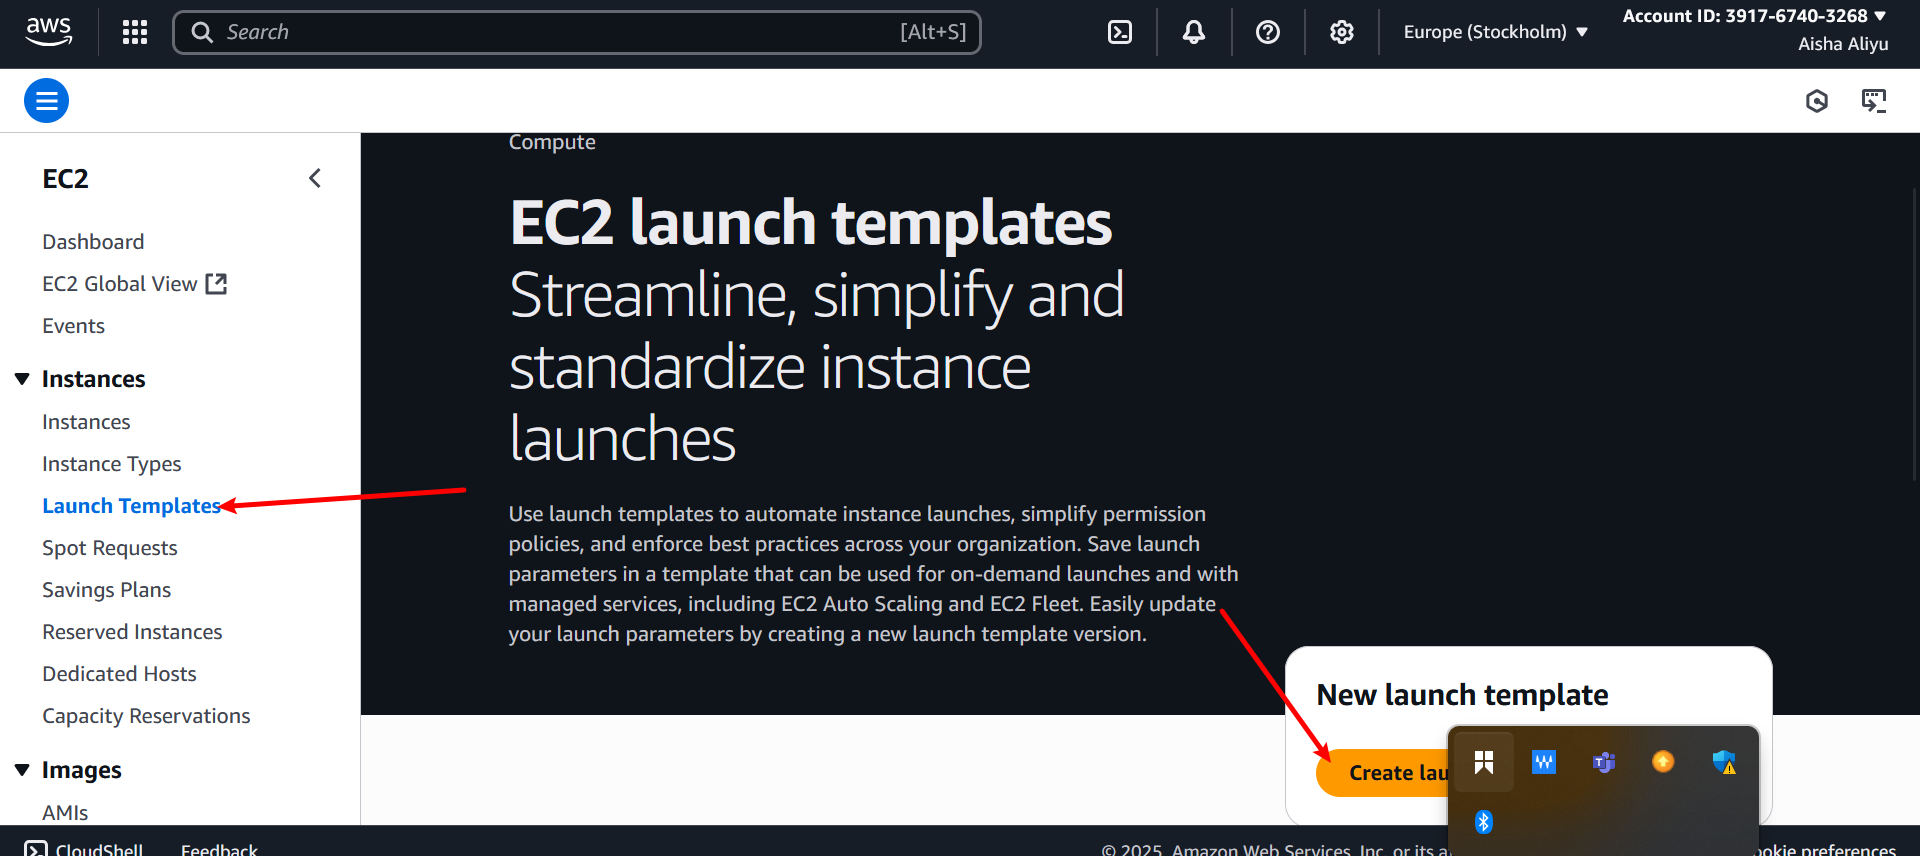 aws
Search
[Alt+S]
Europe (Stockholm)
Account ID: 3917-6740-3268
Aisha Aliyu
EC2
Dashboard
EC2 Global View
Events
Instances
Instances
Instance Types
Launch Templates
Spot Requests
Savings Plans
Reserved Instances
Dedicated Hosts
Capacity Reservations
Images
AMIs
Compute
EC2 launch templates
Streamline, simplify and
standardize instance
launches
Use launch templates to automate instance launches, simplify permission
policies, and enforce best practices across your organization. Save launch
parameters in a template that can be used for on-demand launches and with
managed services, including EC2 Auto Scaling and EC2 Fleet. Easily update
your launch parameters by creating a new launch template version.
New launch template
Create lau
CloudShell
Feedback
© 2025, Amazon Web Services, Inc. or its a
ookie preferences